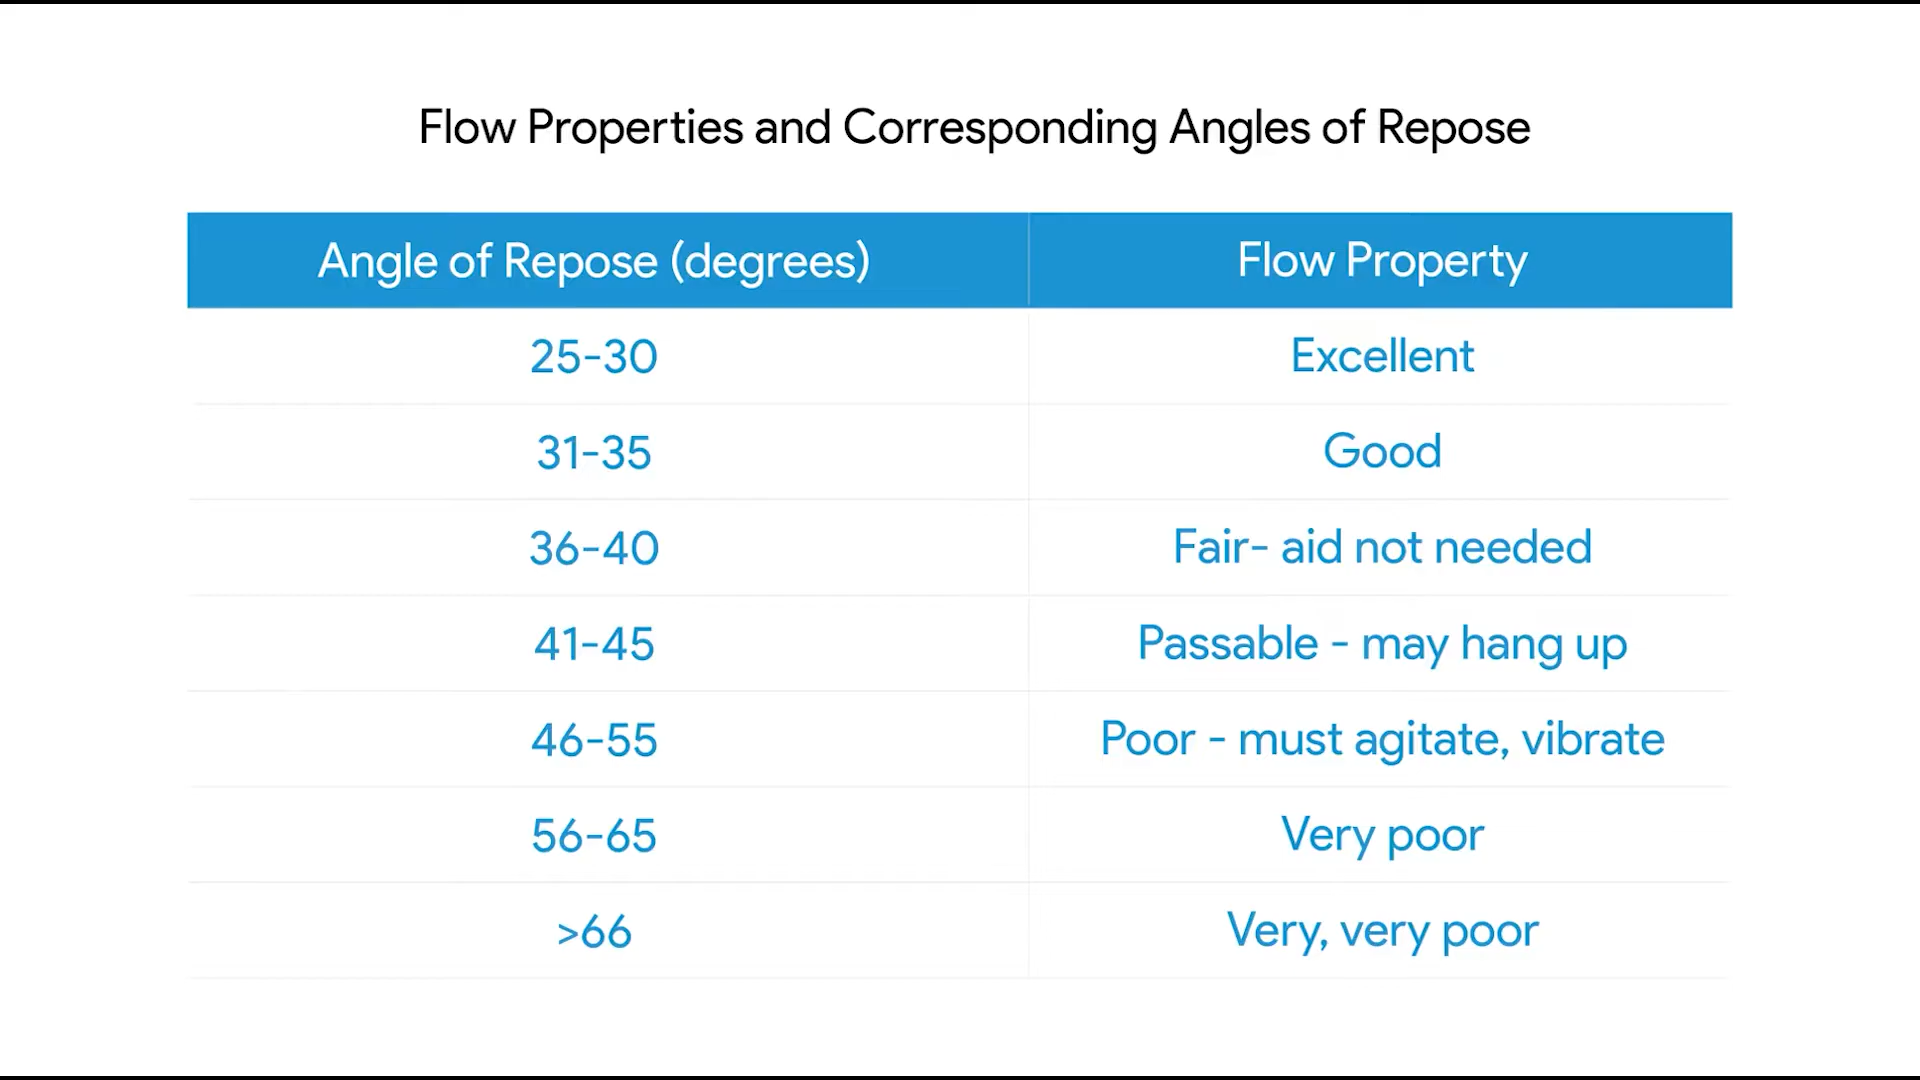 Flow Properties and Corresponding Angles of Repose
Angle of Repose (degrees) Flow Property
25-30 Excellent
31-35 Good
36-40 Fair- aid not needed
41-45 Passable - may hang up
46-55 Poor - must agitate, vibrate
56-65 Very poor
>66 Very, very poor